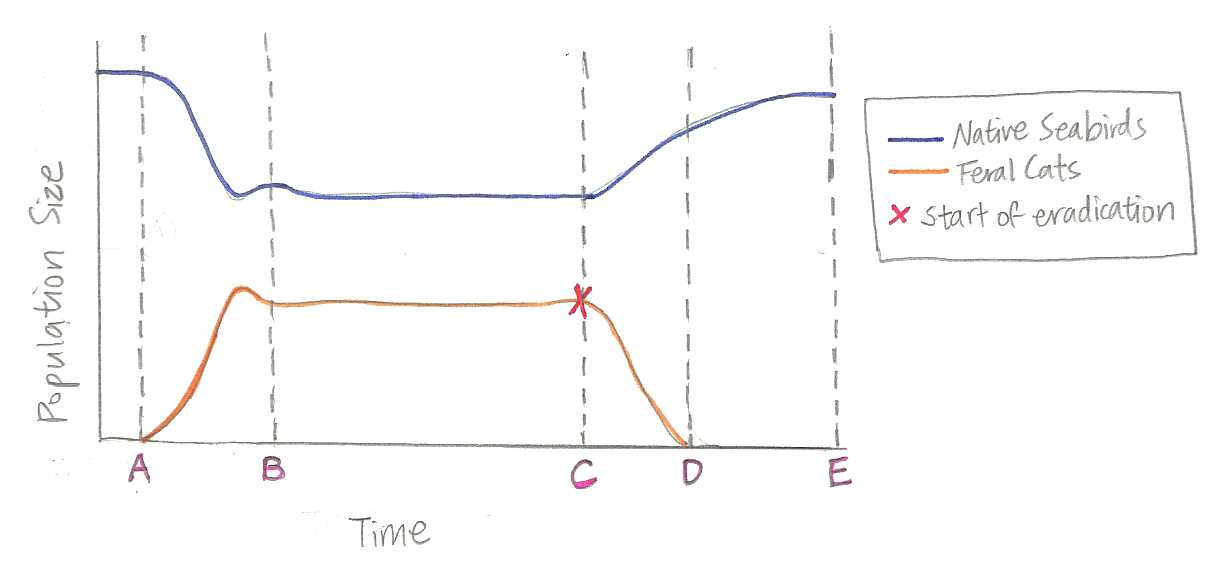 Native Seabirds
Feral Cats
x start of eradication
Population Size
X
A B C D E
Time